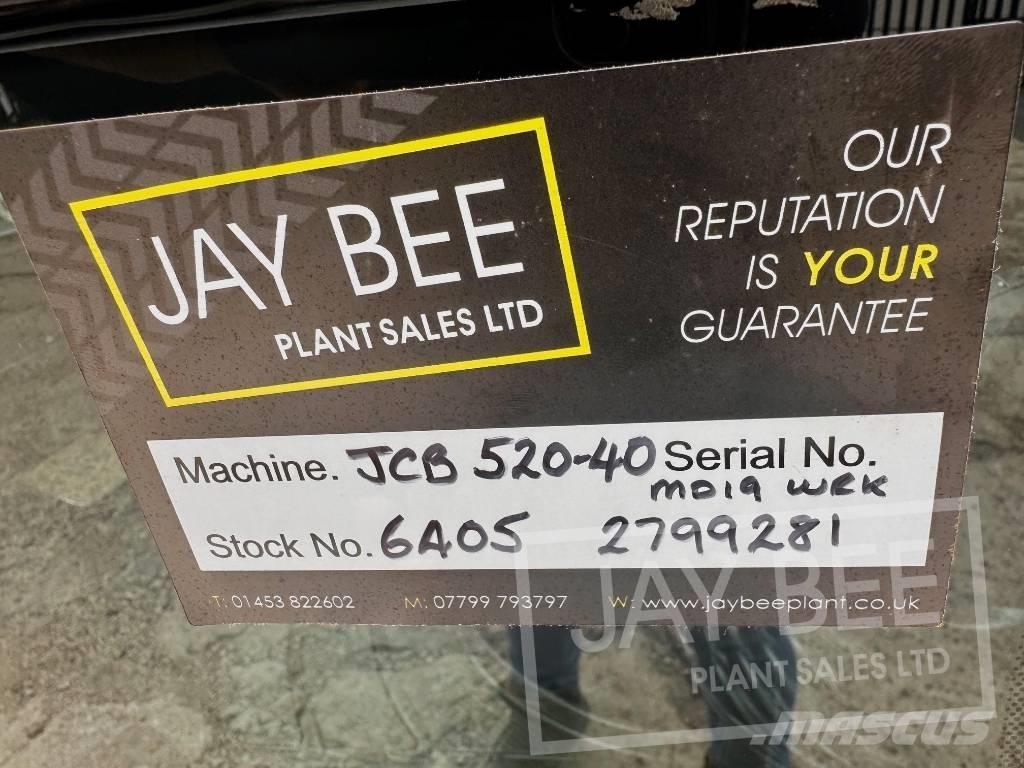 JAY BEE
PLANT SALES LTD
OUR
REPUTATION
IS YOUR
GUARANTEE
Machine. JCB 520-40 Serial No.
MD19 WRK
Stock No. 6A05 2799281
T: 01453 822602 M: 07799 793797 W: www.jaybeeplant.co.uk
JAY BEE
PLANT SALES LTD
MASCUS